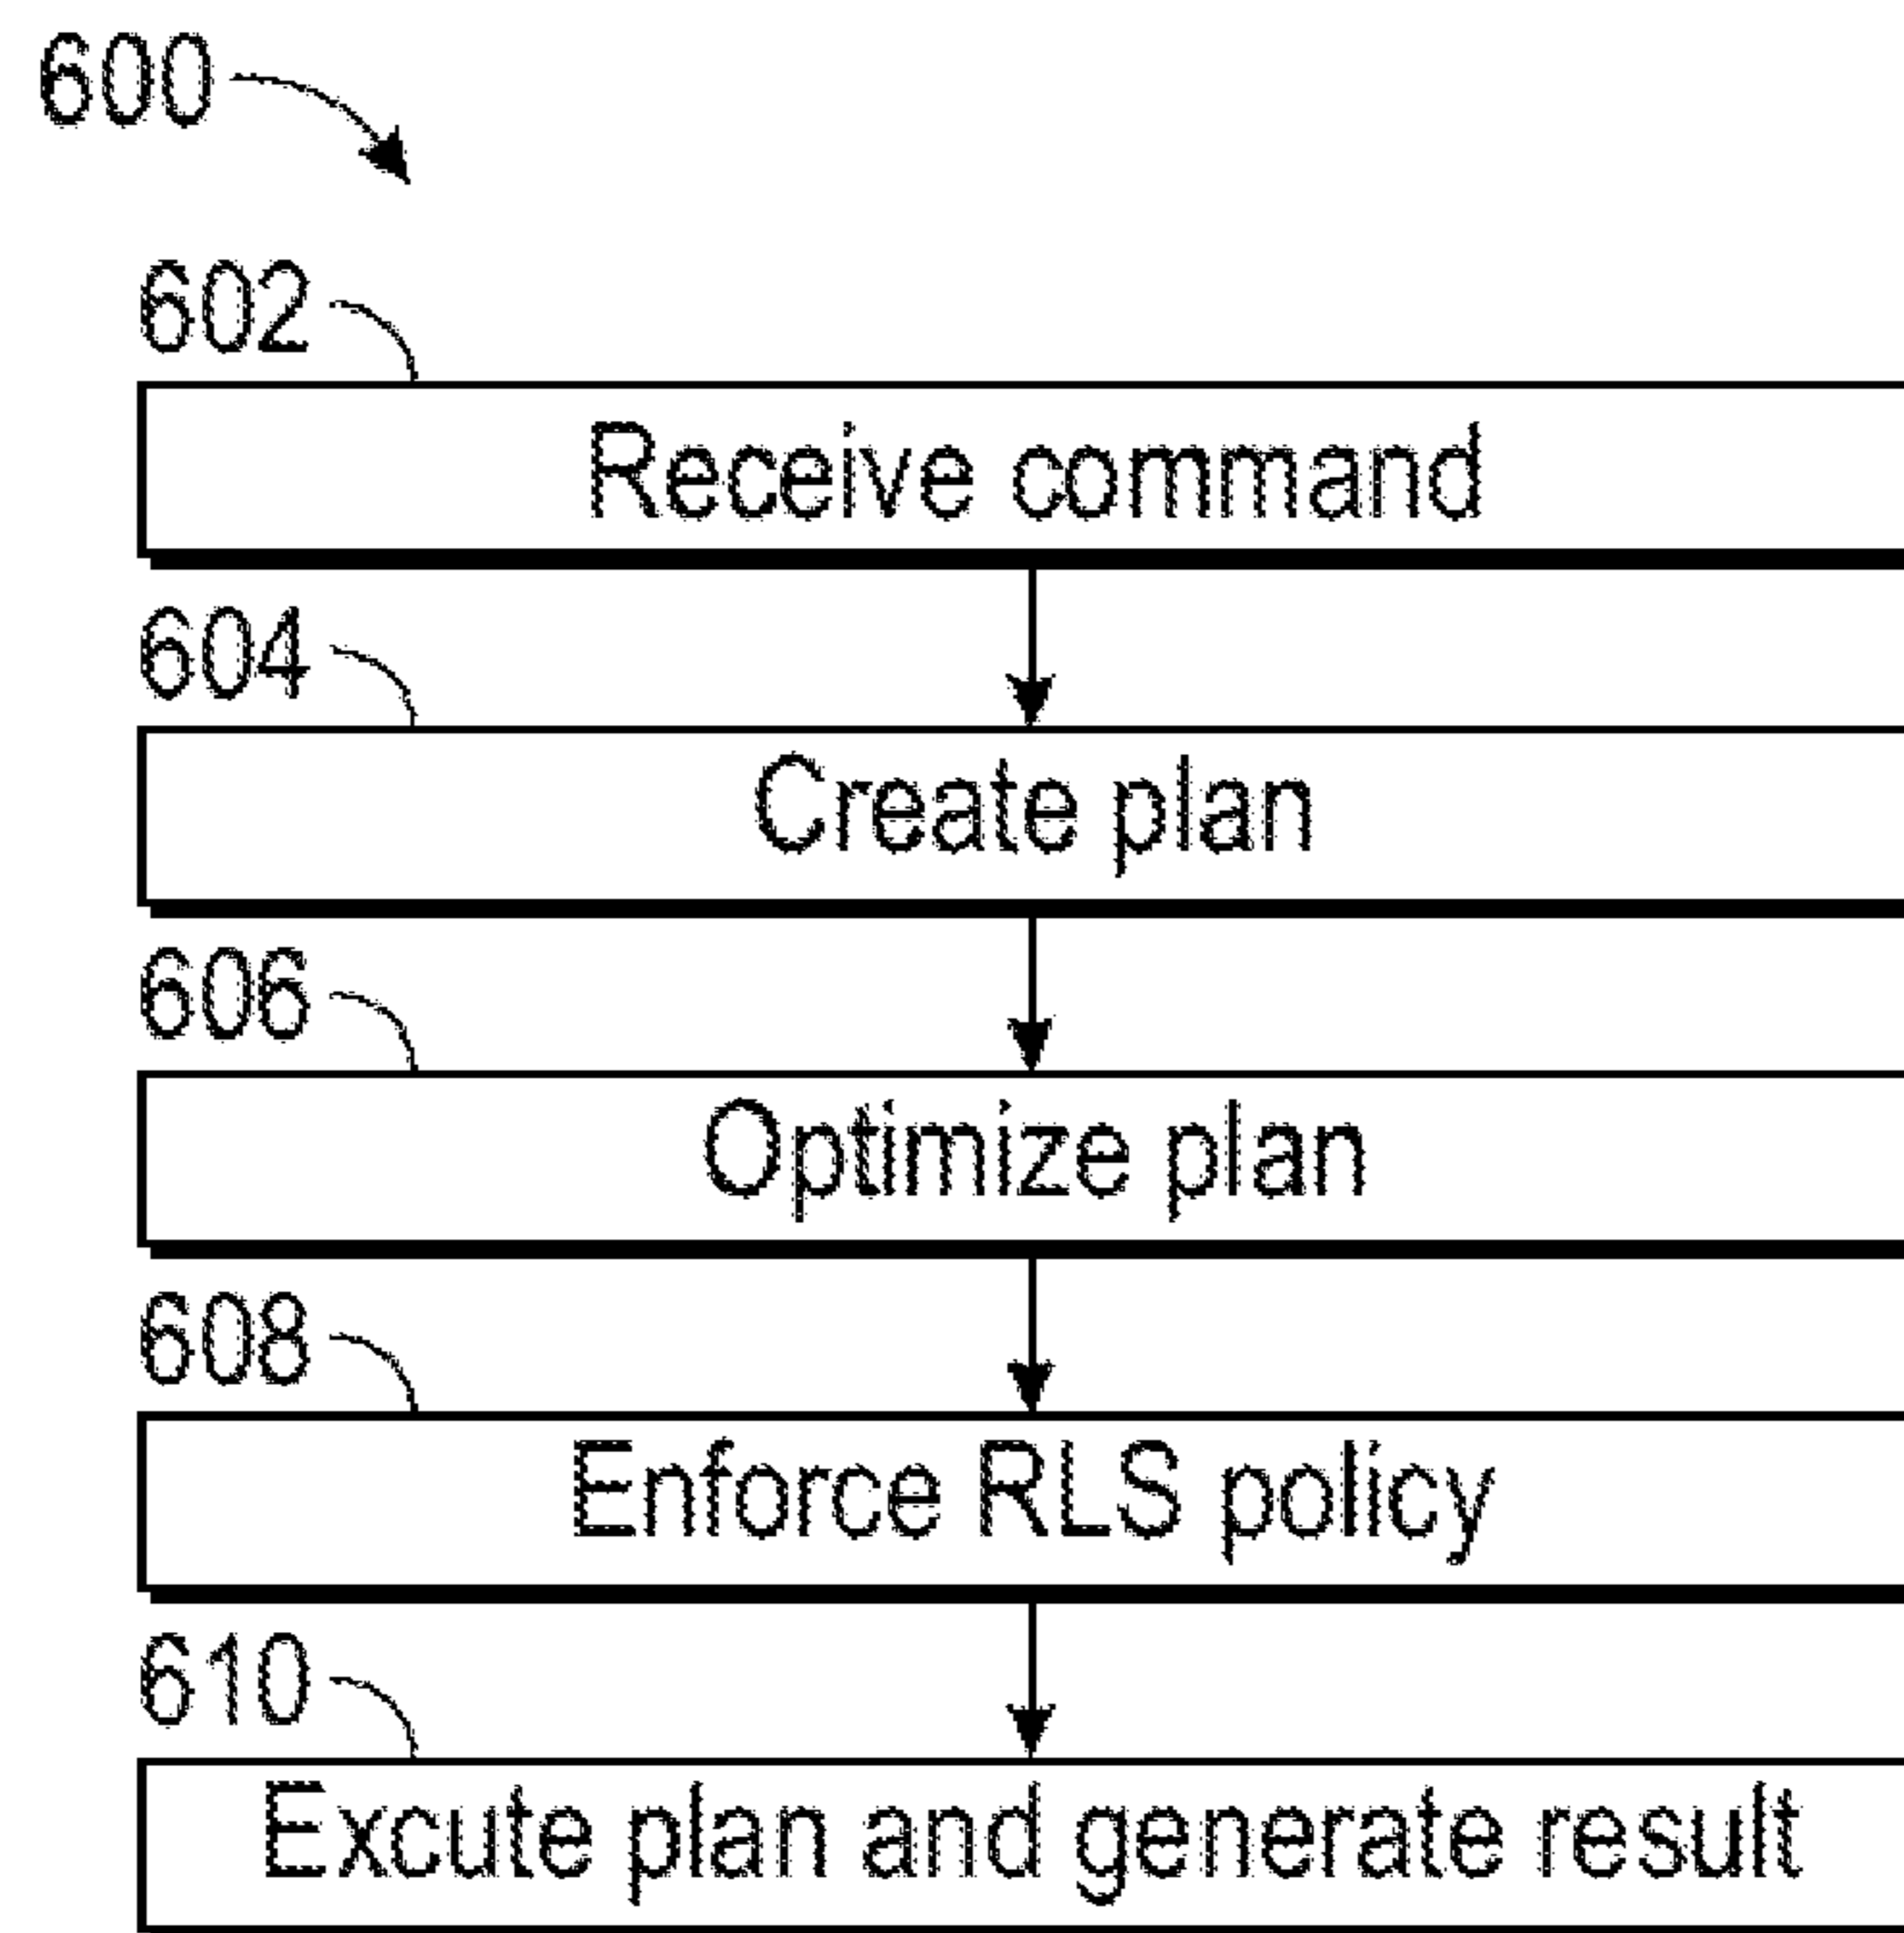 600
602
Receive command
604
Create plan
606
Optimize plan
608
Enforce RLS policy
610
Excute plan and generate result